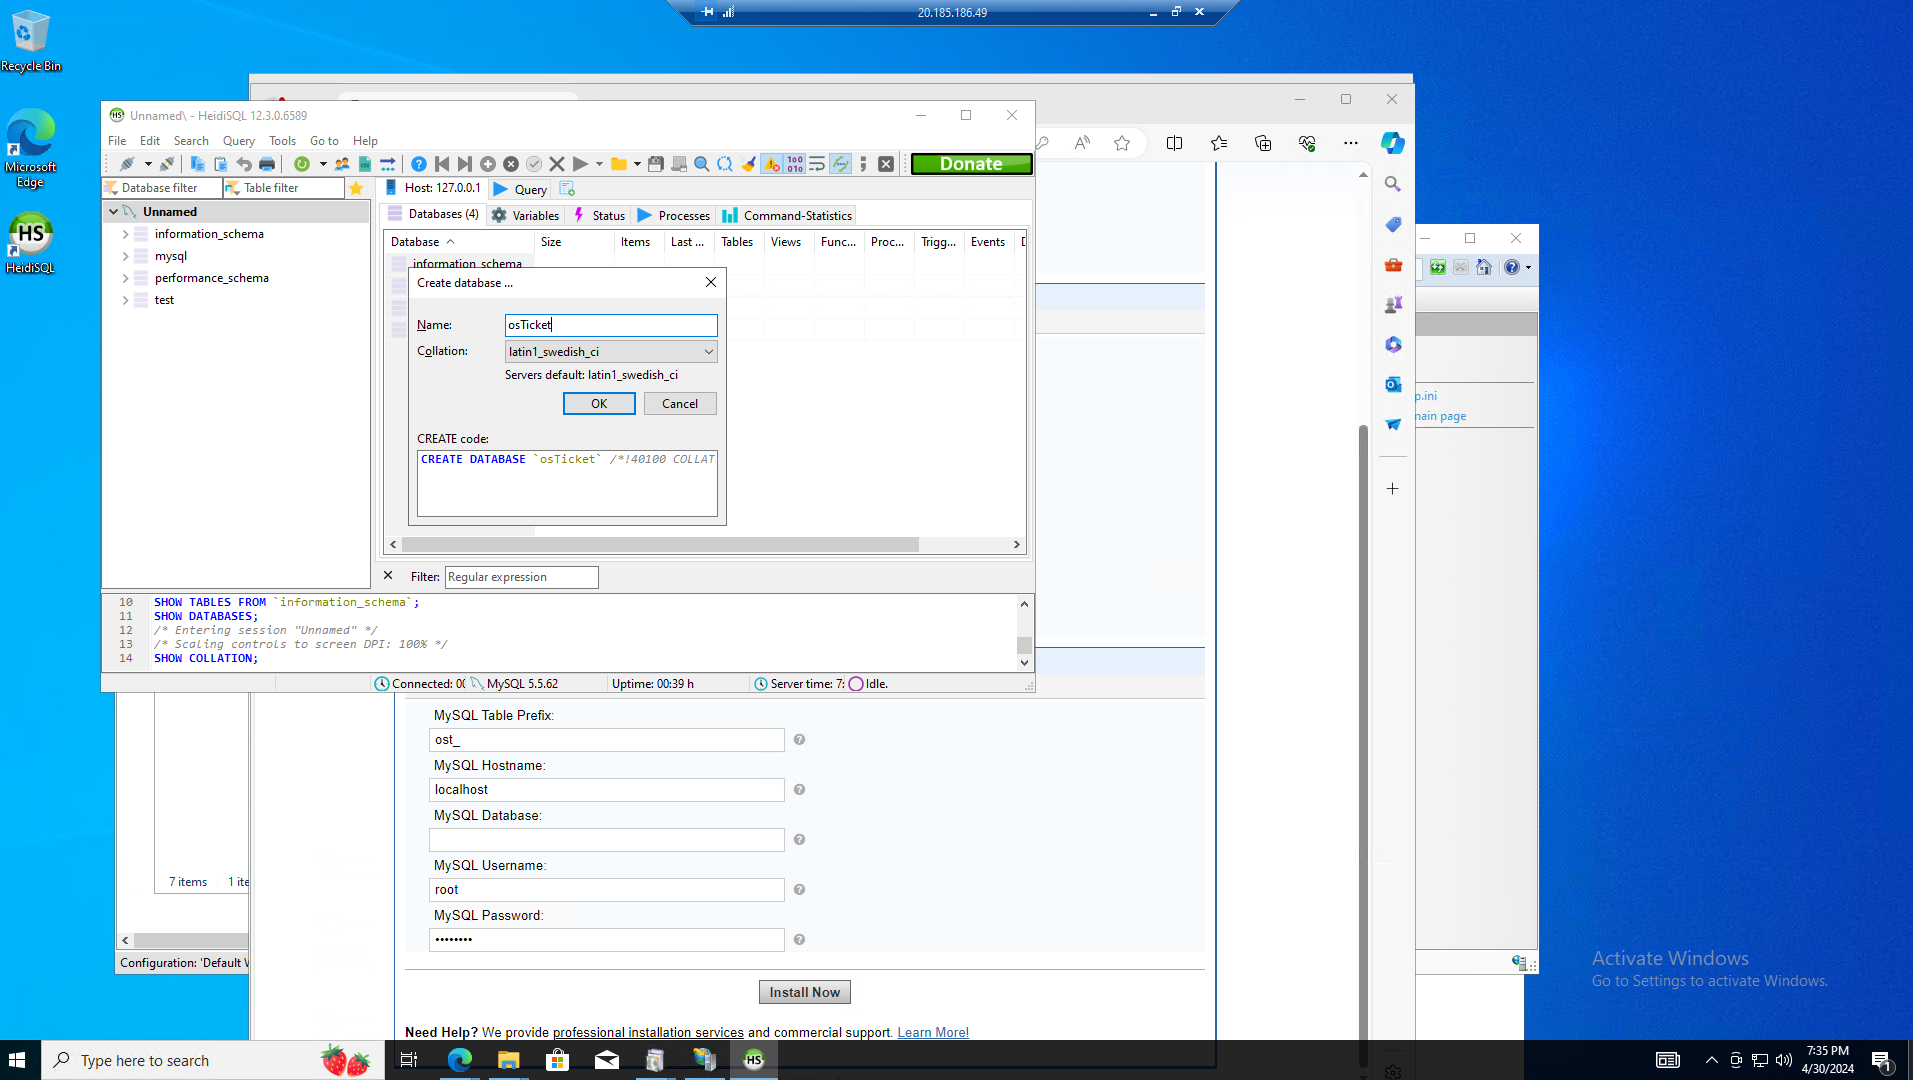 20.185.186.49
Recycle Bin
Microsoft
Edge
HeidiSQL
Unnamed\ - HeidiSQL 12.3.0.6589
File Edit Search Query Tools Go to Help
Donate
Database filter
Table filter
Host: 127.0.0.1
Query
Unnamed
information_schema
mysql
performance_schema
test
Databases (4)
Variables
Status
Processes
Command-Statistics
Database Size Items Last ... Tables Views Func... Proc... Trigg... Events
information_schema
Create database ...
Name:
osTicket
Collation:
latin1_swedish_ci
Servers default: latin1_swedish_ci
OK
Cancel
CREATE code:
CREATE DATABASE `osTicket` /*!40100 COLLAT
Filter:
Regular expression
10 SHOW TABLES FROM `information_schema`;
11 SHOW DATABASES;
12 /* Entering session "Unnamed" */
13 /* Scaling controls to screen DPI: 100% */
14 SHOW COLLATION;
Connected: 00
MySQL 5.5.62
Uptime: 00:39 h
Server time: 7:
Idle.
p.ini
main page
MySQL Table Prefix:
ost_
MySQL Hostname:
localhost
MySQL Database:
MySQL Username:
root
MySQL Password:
••••••••
Install Now
Need Help? We provide professional installation services and commercial support. Learn More!
7 items
1 ite
Configuration: 'Default W
Activate Windows
Go to Settings to activate Windows.
Type here to search
HS
7:35 PM
4/30/2024
1